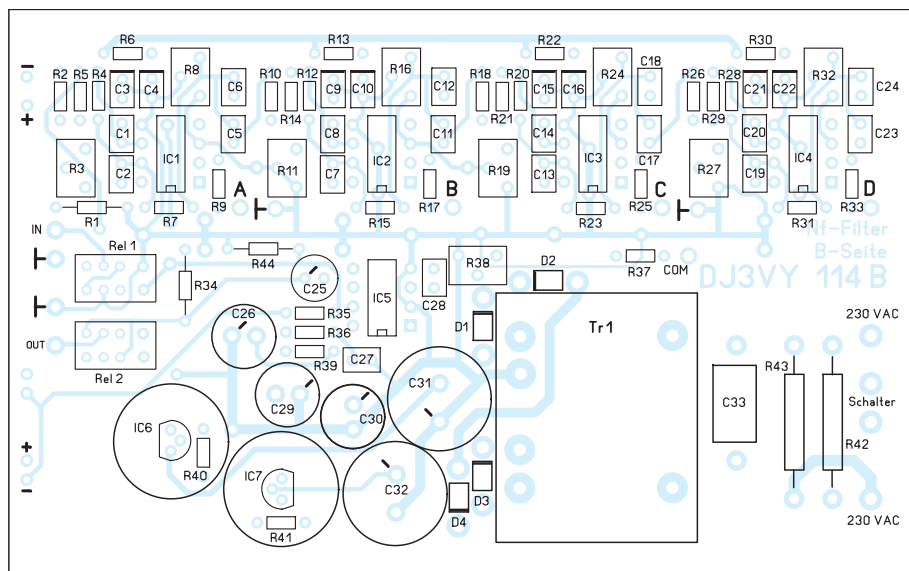 R6 R13 R22 R30
R8 R16 R24 C18 R32
R2 R5 R4 C3 C4 C6 R10 R12 C9 C10 C12 R18 R20 C15 C16 R26 R28 C21 C22 C24
R14 R21 R29
C1 C5 C8 C11 C14 C17 C20 C23
R3 C2 IC1 R11 C7 IC2 R19 C13 IC3 R27 C19 IC4
A B C D
R1 R7 R9 R15 R17 R23 R25 R31 R33
IN
Nf-Filter
B-Seite
DJ3VY 114 B
Rel 1 R44 R38 D2 R37 COM
R34 C25 IC5 C28
OUT
Rel 2
C26 R35 R36 R39 C27 D1 Tr1 230 VAC
C31 R43
C29 C30 C33 Schalter
IC6 R40 IC7 C32 D3 R42
D4
R41 230 VAC
+
-
+
-